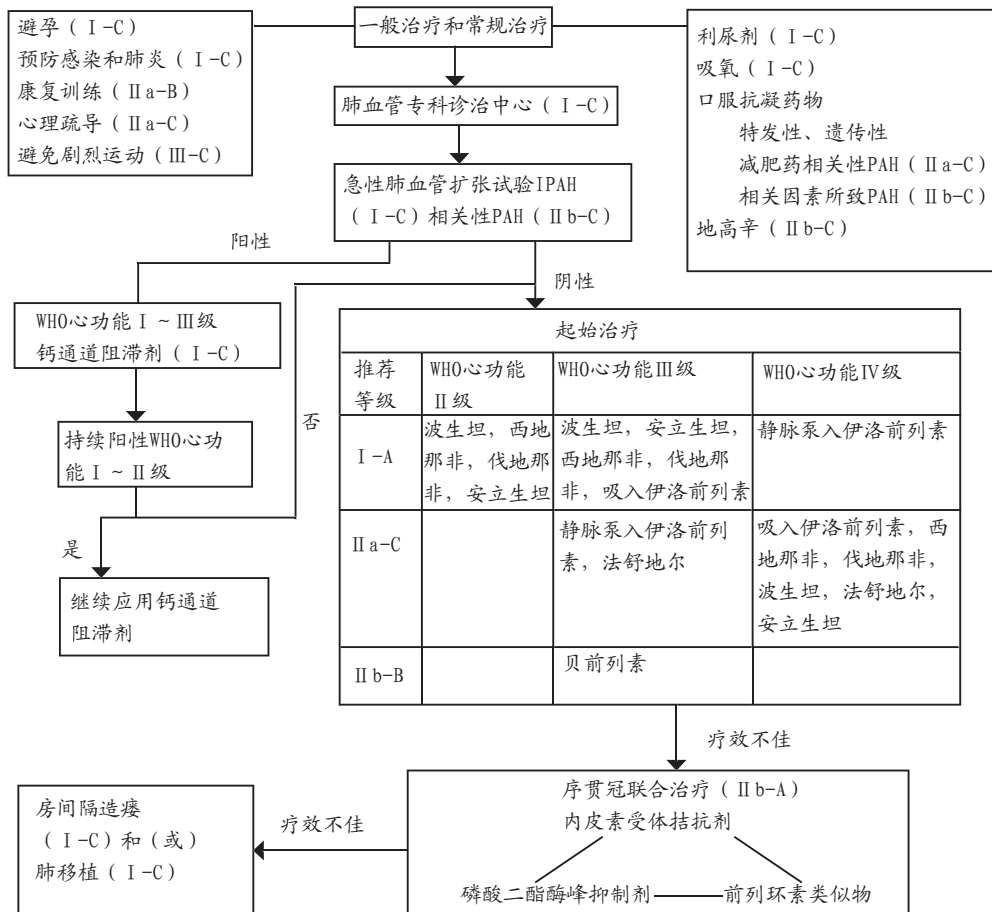 避孕（Ⅰ-C）
预防感染和肺炎（Ⅰ-C）
康复训练（Ⅱa-B）
心理疏导（Ⅱa-C）
避免剧烈运动（Ⅲ-C）
一般治疗和常规治疗
利尿剂（Ⅰ-C）
吸氧（Ⅰ-C）
口服抗凝药物
特发性、遗传性
减肥药相关性PAH（Ⅱa-C）
相关因素所致PAH（Ⅱb-C）
地高辛（Ⅱb-C）
肺血管专科诊治中心（Ⅰ-C）
急性肺血管扩张试验IPAH
（Ⅰ-C）相关性PAH（Ⅱb-C）
阳性
阴性
WHO心功能Ⅰ~Ⅲ级
钙通道阻滞剂（Ⅰ-C）
持续阳性WHO心功
能Ⅰ~Ⅱ级
否
是
继续应用钙通道
阻滞剂
起始治疗
推荐
等级
WHO心功能
Ⅱ级
WHO心功能Ⅲ级
WHO心功能Ⅳ级
Ⅰ-A
波生坦，西地
那非，伐地那
非，安立生坦
波生坦，安立生坦，
西地那非，伐地那
非，吸入伊洛前列素
静脉泵入伊洛前列素
Ⅱa-C
静脉泵入伊洛前列
素，法舒地尔
吸入伊洛前列素，西
地那非，伐地那非，
波生坦，法舒地尔，
安立生坦
Ⅱb-B
贝前列素
疗效不佳
序贯冠联合治疗（Ⅱb-A）
内皮素受体拮抗剂
磷酸二酯酶峰抑制剂
前列环素类似物
疗效不佳
房间隔造瘘
（Ⅰ-C）和（或）
肺移植（Ⅰ-C）